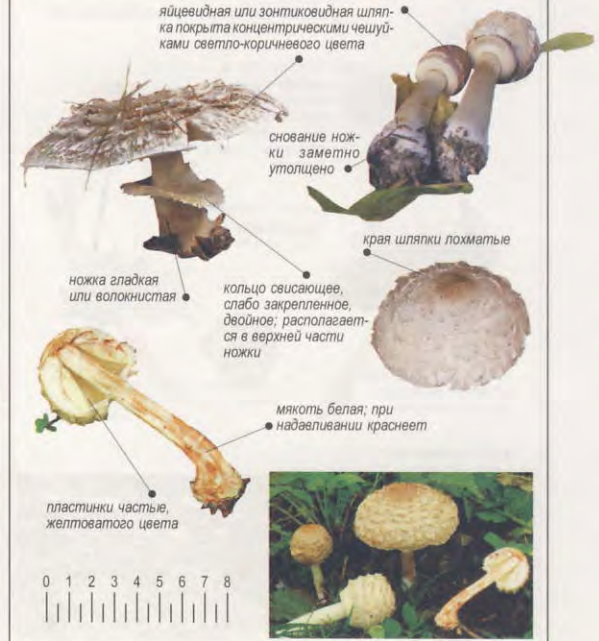 яйцевидная или зонтиковидная шляп-
ка покрыта концентрическими чешуй-
ками светло-коричневого цвета
снование нож-
ки заметно
утолщено
края шляпки лохматые
ножка гладкая
или волокнистая
кольцо свисающее,
слабо закрепленное,
двойное; располагает-
ся в верхней части
ножки
мякоть белая; при
надавливании краснеет
пластинки частые,
желтоватого цвета
0 1 2 3 4 5 6 7 8